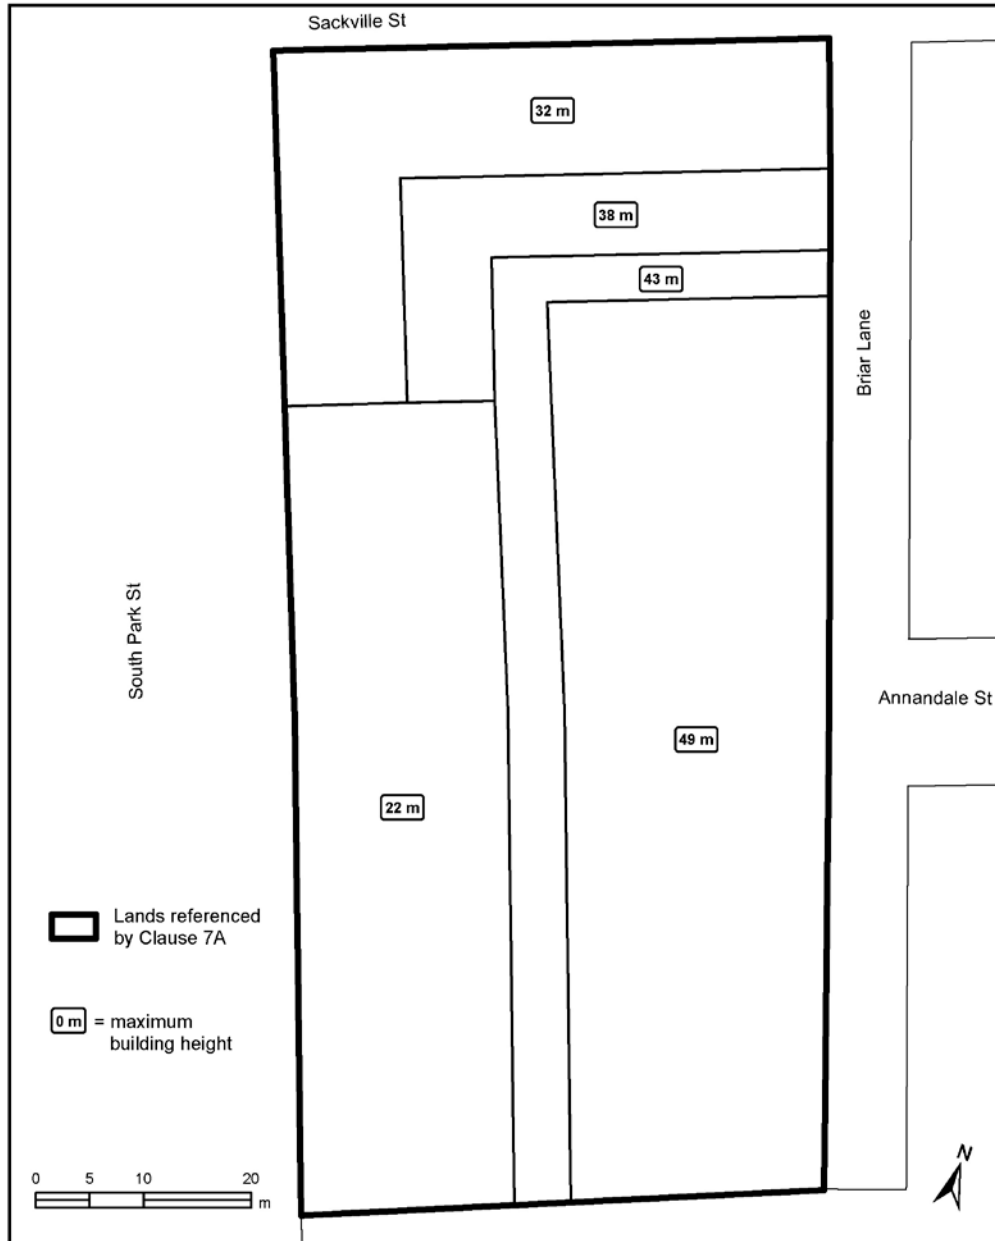 Sackville St
32 m
38 m
43 m
Briar Lane
South Park St
Annandale St
49 m
22 m
Lands referenced
by Clause 7A
0 m = maximum
building height
0 5 10 20
m
N